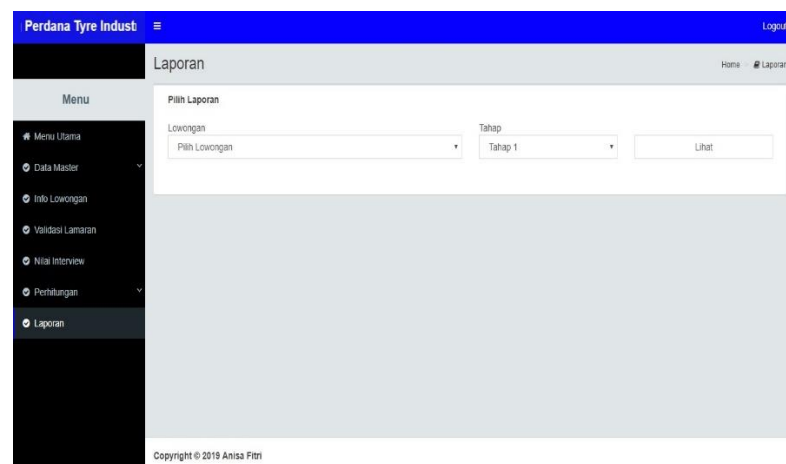 Perdana Tyre Indust
Logou
Laporan
Home Laporan
Menu
Pilih Laporan
Lowongan
Tahap
Pilih Lowongan
Tahap 1
Lihat
Menu Utama
Data Master
Info Lowongan
Validasi Lamaran
Nilai Interview
Perhitungan
Laporan
Copyright © 2019 Anisa Fitri